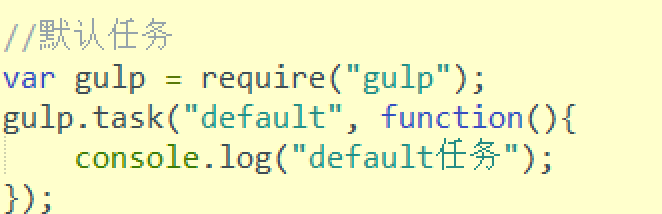 //默认任务
var gulp = require("gulp");
gulp.task("default", function(){
    console.log("default任务");
});